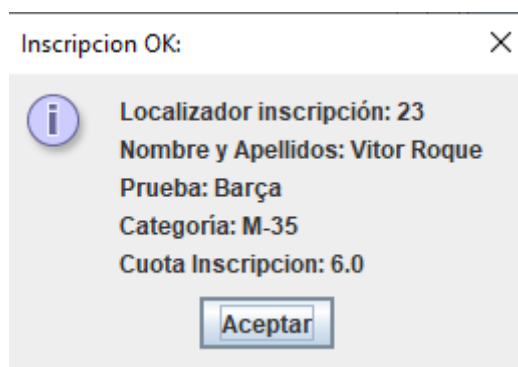 Inscripcion OK:
Localizador inscripción: 23
Nombre y Apellidos: Vitor Roque
Prueba: Barça
Categoría: M-35
Cuota Inscripcion: 6.0
Aceptar